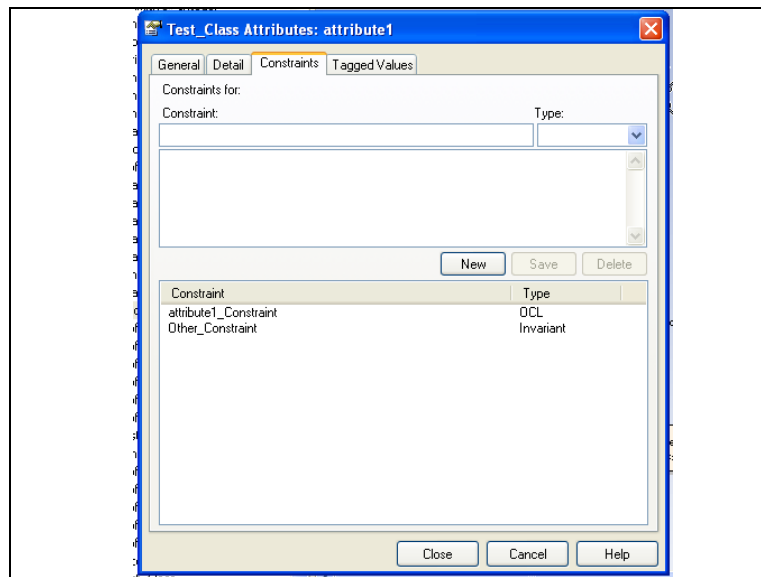 Test_Class Attributes: attribute1
General Detail Constraints Tagged Values
Constraints for:
Constraint: Type:
New Save Delete
Constraint Type
attribute1_Constraint OCL
Other_Constraint Invariant
Close Cancel Help